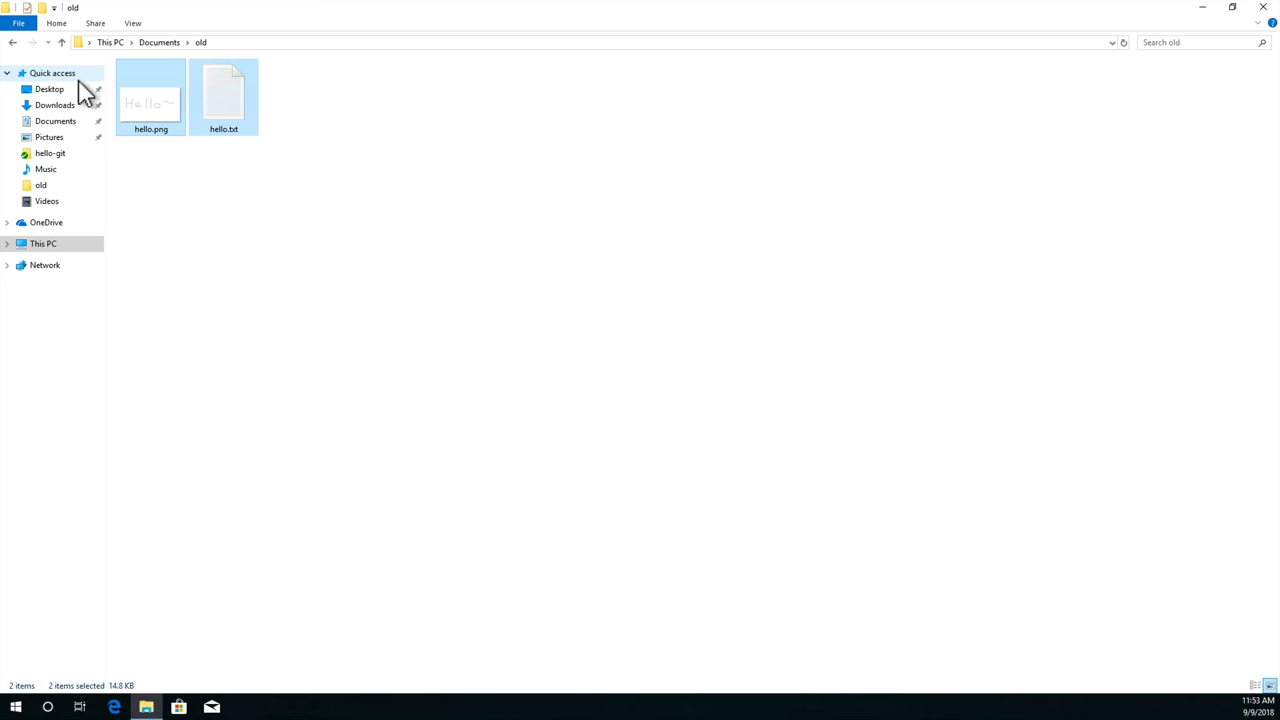 old
File Home Share View
This PC Documents old
Search old
Quick access
Desktop
Downloads
Documents
Pictures
hello-git
Music
old
Videos
OneDrive
This PC
Network
Hello~
hello.png
hello.txt
2 items 2 items selected 14.8 KB
11:53 AM
9/9/2018